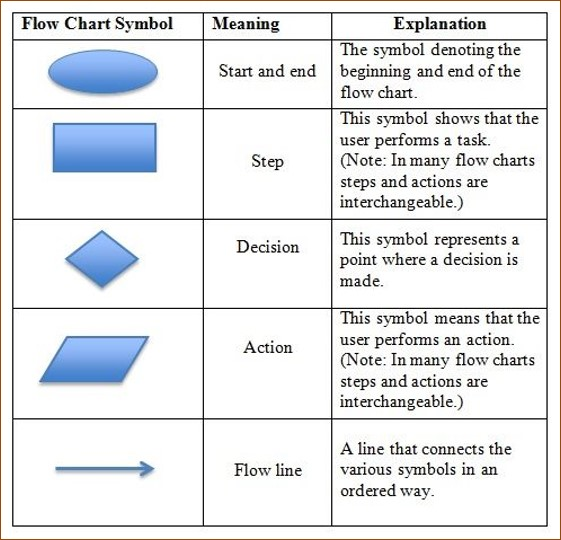 Flow Chart Symbol Meaning Explanation
Start and end
The symbol denoting the
beginning and end of the
flow chart.
Step
This symbol shows that the
user performs a task.
(Note: In many flow charts
steps and actions are
interchangeable.)
Decision
This symbol represents a
point where a decision is
made.
Action
This symbol means that the
user performs an action.
(Note: In many flow charts
steps and actions are
interchangeable.)
Flow line
A line that connects the
various symbols in an
ordered way.